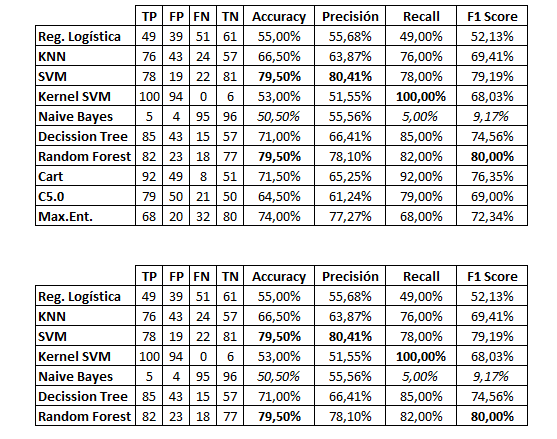 TP FP FN TN Accuracy Precisión Recall F1 Score
Reg. Logística 49 39 51 61 55,00% 55,68% 49,00% 52,13%
KNN 76 43 24 57 66,50% 63,87% 76,00% 69,41%
SVM 78 19 22 81 79,50% 80,41% 78,00% 79,19%
Kernel SVM 100 94 0 6 53,00% 51,55% 100,00% 68,03%
Naive Bayes 5 4 95 96 50,50% 55,56% 5,00% 9,17%
Decission Tree 85 43 15 57 71,00% 66,41% 85,00% 74,56%
Random Forest 82 23 18 77 79,50% 78,10% 82,00% 80,00%
Cart 92 49 8 51 71,50% 65,25% 92,00% 76,35%
C5.0 79 50 21 50 64,50% 61,24% 79,00% 69,00%
Max.Ent. 68 20 32 80 74,00% 77,27% 68,00% 72,34%
TP FP FN TN Accuracy Precisión Recall F1 Score
Reg. Logística 49 39 51 61 55,00% 55,68% 49,00% 52,13%
KNN 76 43 24 57 66,50% 63,87% 76,00% 69,41%
SVM 78 19 22 81 79,50% 80,41% 78,00% 79,19%
Kernel SVM 100 94 0 6 53,00% 51,55% 100,00% 68,03%
Naive Bayes 5 4 95 96 50,50% 55,56% 5,00% 9,17%
Decission Tree 85 43 15 57 71,00% 66,41% 85,00% 74,56%
Random Forest 82 23 18 77 79,50% 78,10% 82,00% 80,00%